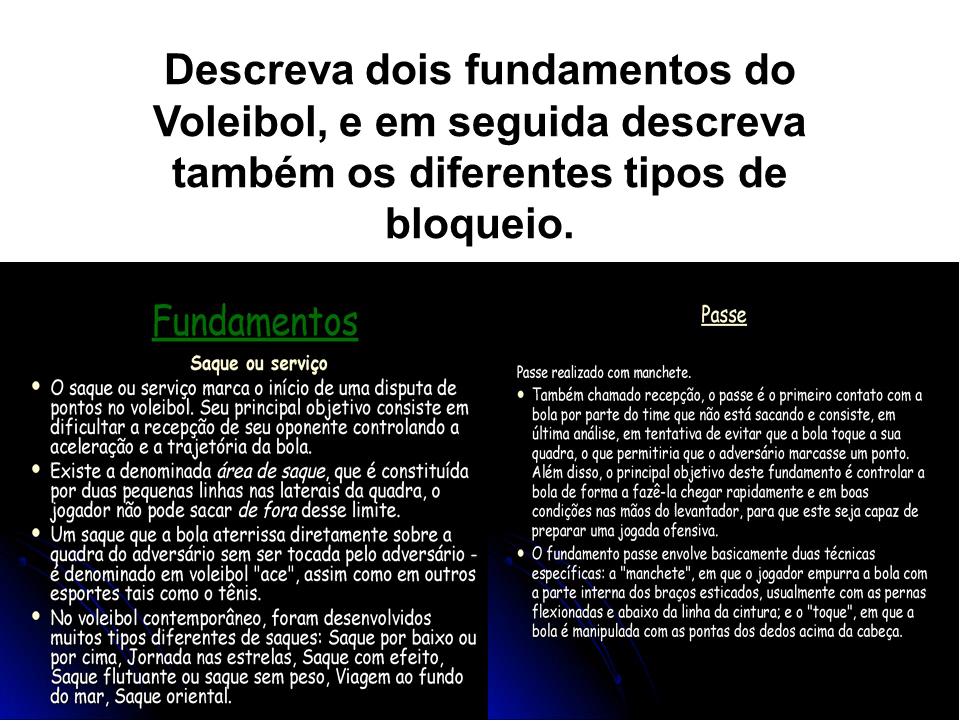 Descreva dois fundamentos do
Voleibol, e em seguida descreva
também os diferentes tipos de
bloqueio.
Fundamentos
Saque ou serviço
• O saque ou serviço marca o início de uma disputa de
pontos no voleibol. Seu principal objetivo consiste em
dificultar a recepção de seu oponente controlando a
aceleração e a trajetória da bola.
• Existe a denominada área de saque, que é constituída
por duas pequenas linhas nas laterais da quadra, o
jogador não pode sacar de fora desse limite.
• Um saque que a bola aterrissa diretamente sobre a
quadra do adversário sem ser tocada pelo adversário -
é denominado em voleibol "ace", assim como em outros
esportes tais como o tênis.
• No voleibol contemporâneo, foram desenvolvidos
muitos tipos diferentes de saques: Saque por baixo ou
por cima, Jornada nas estrelas, Saque com efeito,
Saque flutuante ou saque sem peso, Viagem ao fundo
do mar, Saque oriental.
Passe
Passe realizado com manchete.
• Também chamado recepção, o passe é o primeiro contato com a
bola por parte do time que não está sacando e consiste, em
última análise, em tentativa de evitar que a bola toque a sua
quadra, o que permitiria que o adversário marcasse um ponto.
Além disso, o principal objetivo deste fundamento é controlar a
bola de forma a fazê-la chegar rapidamente e em boas
condições nas mãos do levantador, para que este seja capaz de
preparar uma jogada ofensiva.
• O fundamento passe envolve basicamente duas técnicas
específicas: a "manchete", em que o jogador empurra a bola com
a parte interna dos braços esticados, usualmente com as pernas
flexionadas e abaixo da linha da cintura; e o "toque", em que a
bola é manipulada com as pontas dos dedos acima da cabeça.